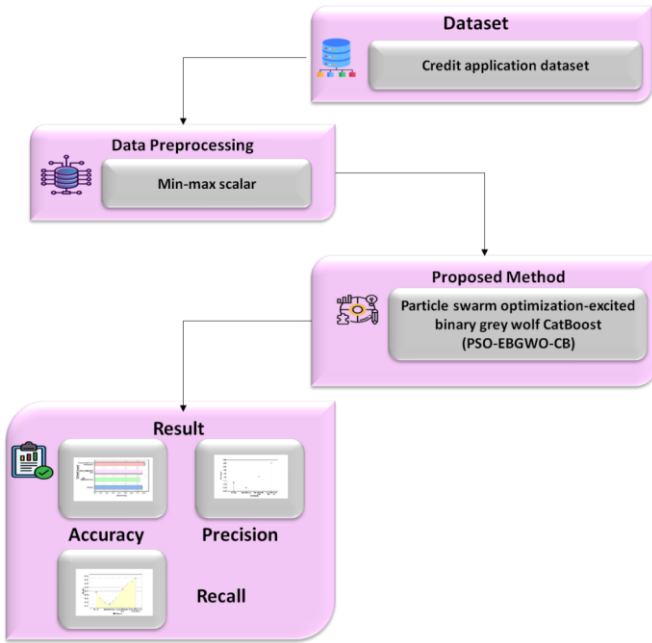 Dataset
Credit application dataset
Data Preprocessing
Min-max scalar
Proposed Method
Particle swarm optimization-excited
binary grey wolf CatBoost
(PSO-EBGWO-CB)
Result
Accuracy
Precision
Recall